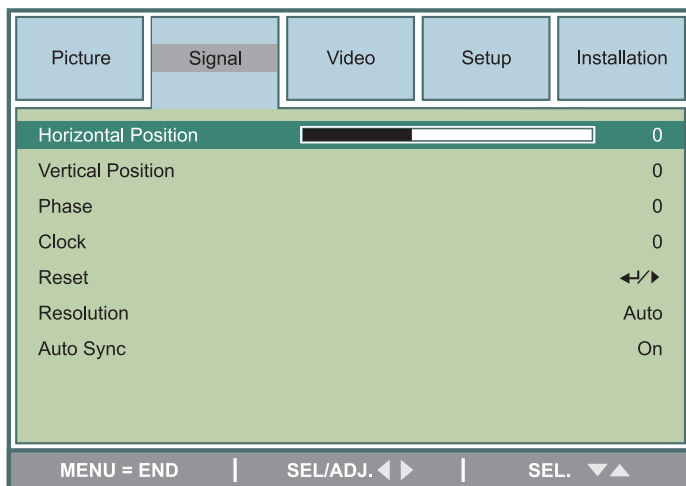 Picture Signal Video Setup Installation
Horizontal Position 0
Vertical Position 0
Phase 0
Clock 0
Reset
Resolution Auto
Auto Sync On
MENU = END | SEL/ADJ. | SEL.